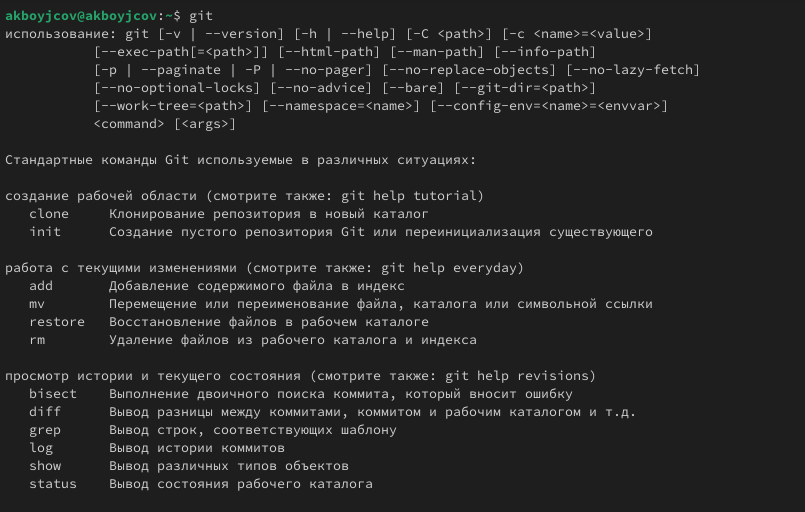 akboyjcov@akboyjcov:~$ git
использование: git [-v | --version] [-h | --help] [-C <path>] [-c <name>=<value>]
           [--exec-path[=<path>]] [--html-path] [--man-path] [--info-path]
           [-p | --paginate | -P | --no-pager] [--no-replace-objects] [--no-lazy-fetch]
           [--no-optional-locks] [--no-advice] [--bare] [--git-dir=<path>]
           [--work-tree=<path>] [--namespace=<name>] [--config-env=<name>=<envvar>]
           <command> [<args>]

Стандартные команды Git используемые в различных ситуациях:

создание рабочей области (смотрите также: git help tutorial)
   clone     Клонирование репозитория в новый каталог
   init      Создание пустого репозитория Git или переинициализация существующего

работа с текущими изменениями (смотрите также: git help everyday)
   add       Добавление содержимого файла в индекс
   mv        Перемещение или переименование файла, каталога или символьной ссылки
   restore   Восстановление файлов в рабочем каталоге
   rm        Удаление файлов из рабочего каталога и индекса

просмотр истории и текущего состояния (смотрите также: git help revisions)
   bisect    Выполнение двоичного поиска коммита, который вносит ошибку
   diff      Вывод разницы между коммитами, коммитом и рабочим каталогом и т.д.
   grep      Вывод строк, соответствующих шаблону
   log       Вывод истории коммитов
   show      Вывод различных типов объектов
   status    Вывод состояния рабочего каталога